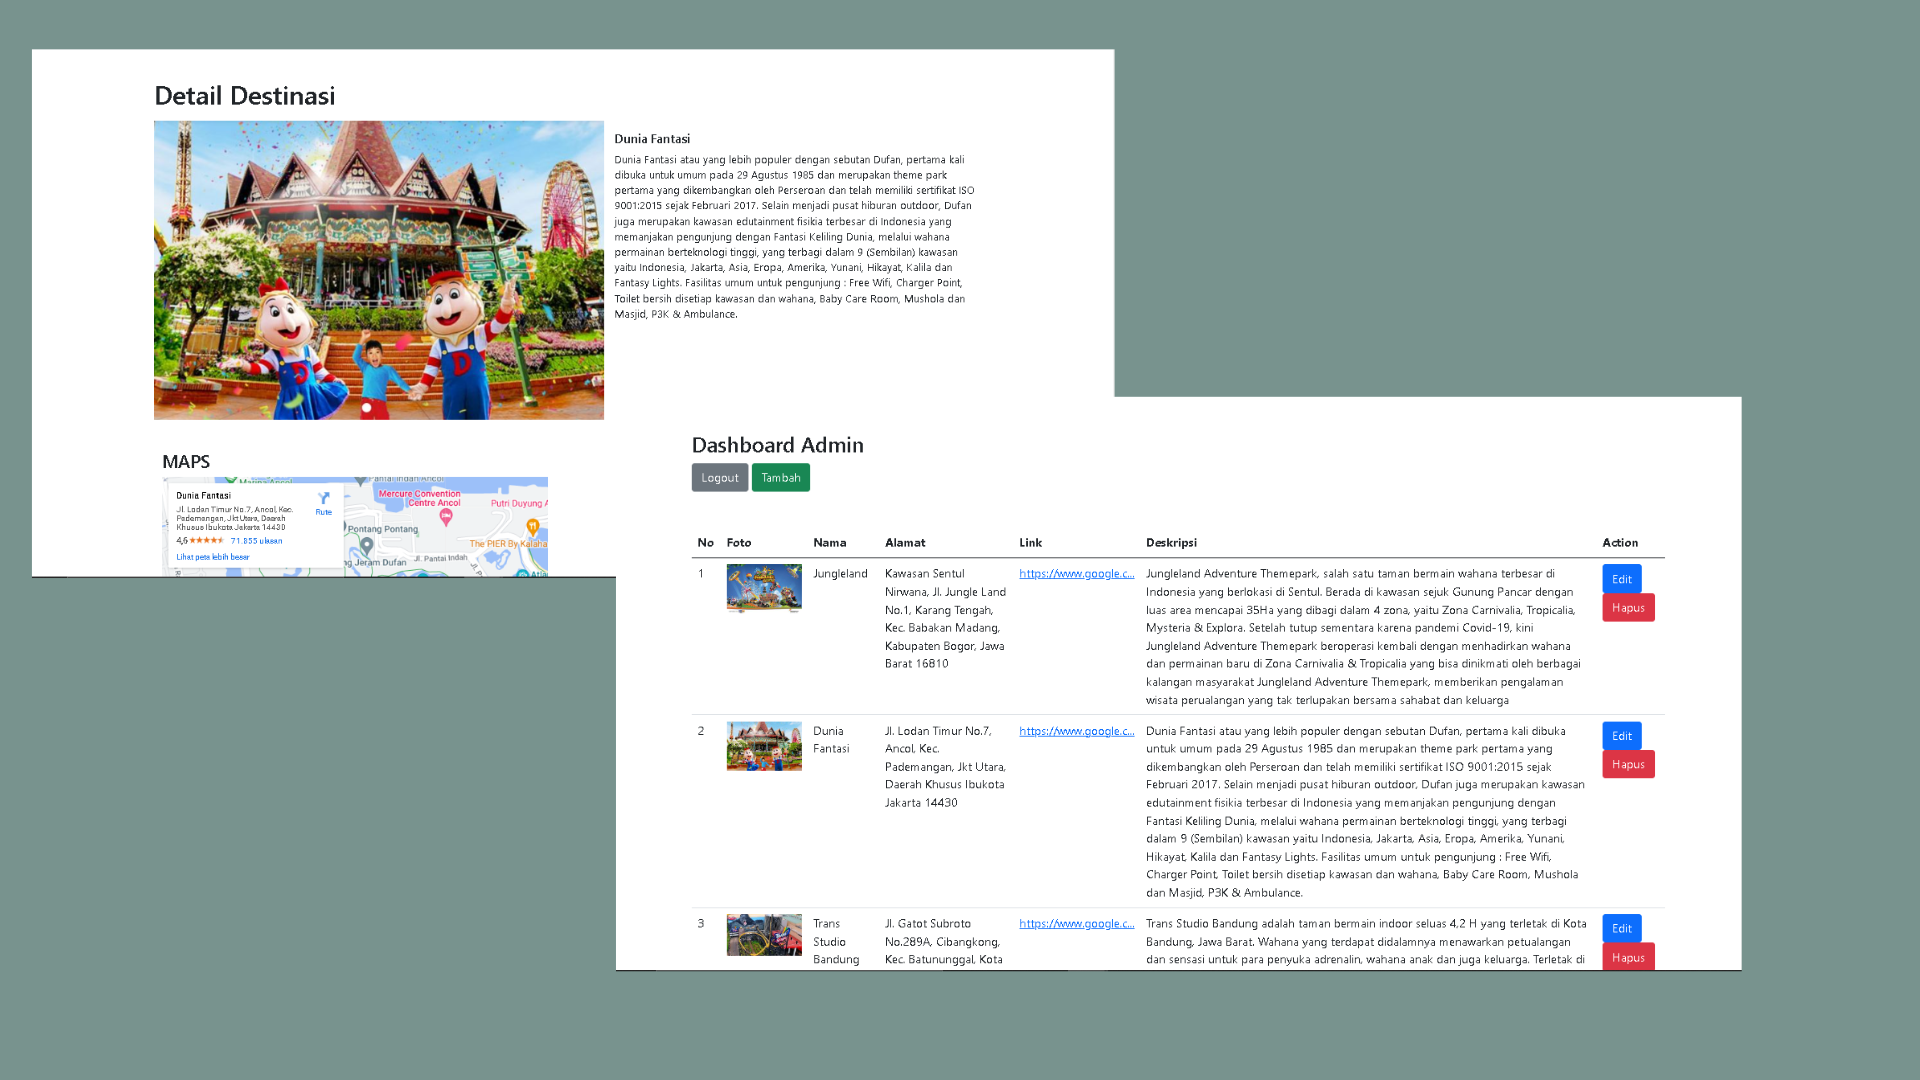 Detail Destinasi
Dunia Fantasi
Dunia Fantasi atau yang lebih populer dengan sebutan Dufan, pertama kali
dibuka untuk umum pada 29 Agustus 1985 dan merupakan theme park
pertama yang dikembangkan oleh Perseroan dan telah memiliki sertifikat ISO
9001:2015 sejak Februari 2017. Selain menjadi pusat hiburan outdoor, Dufan
juga merupakan kawasan edutainment fisikia terbesar di Indonesia yang
memanjakan pengunjung dengan Fantasi Keliling Dunia, melalui wahana
permainan berteknologi tinggi, yang terbagi dalam 9 (Sembilan) kawasan
yaitu Indonesia, Jakarta, Asia, Eropa, Amerika, Yunani, Hikayat, Kalila dan
Fantasy Lights. Fasilitas umum untuk pengunjung : Free Wifi, Charger Point,
Toilet bersih disetiap kawasan dan wahana, Baby Care Room, Mushola dan
Masjid, P3K & Ambulance.
D
D
MAPS
Dunia Fantasi
Jl. Lodan Timur No.7, Ancol, Kec.
Pademangan, Jkt Utara, Daerah
Khusus Ibukota Jakarta 14430
Rute
4,6 71.855 ulasan
Lihat peta lebih besar
Pantai Indah Ancol
Mercure Convention
Centre Ancol
Putri Duyung A
Pontang Pontang
The PIER By Kalaha
Jl. Pantai Indah
Jeram Dufan
Dashboard Admin
Logout Tambah
No Foto Nama Alamat Link Deskripsi Action
1 Jungleland
Kawasan Sentul
Nirwana, Jl. Jungle Land
No.1, Karang Tengah,
Kec. Babakan Madang,
Kabupaten Bogor, Jawa
Barat 16810
https://www.google.c...
Jungleland Adventure Themepark, salah satu taman bermain wahana terbesar di
Indonesia yang berlokasi di Sentul. Berada di kawasan sejuk Gunung Pancar dengan
luas area mencapai 35Ha yang dibagi dalam 4 zona, yaitu Zona Carnivalia, Tropicalia,
Mysteria & Explora. Setelah tutup sementara karena pandemi Covid-19, kini
Jungleland Adventure Themepark beroperasi kembali dengan menhadirkan wahana
dan permainan baru di Zona Carnivalia & Tropicalia yang bisa dinikmati oleh berbagai
kalangan masyarakat Jungleland Adventure Themepark, memberikan pengalaman
wisata perualangan yang tak terlupakan bersama sahabat dan keluarga
Edit
Hapus
2 Dunia
Fantasi
Jl. Lodan Timur No.7,
Ancol, Kec.
Pademangan, Jkt Utara,
Daerah Khusus Ibukota
Jakarta 14430
https://www.google.c...
Dunia Fantasi atau yang lebih populer dengan sebutan Dufan, pertama kali dibuka
untuk umum pada 29 Agustus 1985 dan merupakan theme park pertama yang
dikembangkan oleh Perseroan dan telah memiliki sertifikat ISO 9001:2015 sejak
Februari 2017. Selain menjadi pusat hiburan outdoor, Dufan juga merupakan kawasan
edutainment fisikia terbesar di Indonesia yang memanjakan pengunjung dengan
Fantasi Keliling Dunia, melalui wahana permainan berteknologi tinggi, yang terbagi
dalam 9 (Sembilan) kawasan yaitu Indonesia, Jakarta, Asia, Eropa, Amerika, Yunani,
Hikayat, Kalila dan Fantasy Lights. Fasilitas umum untuk pengunjung : Free Wifi,
Charger Point, Toilet bersih disetiap kawasan dan wahana, Baby Care Room, Mushola
dan Masjid, P3K & Ambulance.
Edit
Hapus
3 Trans
Studio
Bandung
Jl. Gatot Subroto
No.289A, Cibangkong,
Kec. Batununggal, Kota
https://www.google.c...
Trans Studio Bandung adalah taman bermain indoor seluas 4,2 H yang terletak di Kota
Bandung, Jawa Barat. Wahana yang terdapat didalamnya menawarkan petualangan
dan sensasi untuk para penyuka adrenalin, wahana anak dan juga keluarga. Terletak di
Edit
Hapus